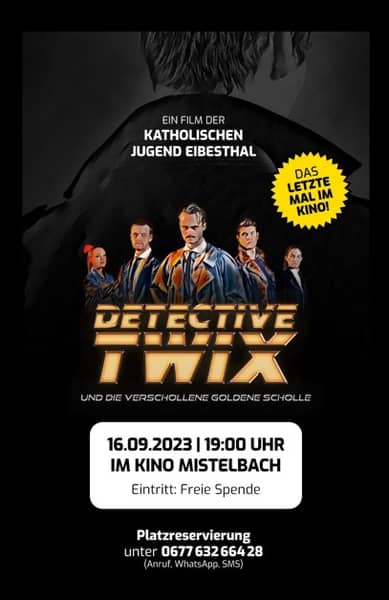 EIN FILM DER
KATHOLISCHEN
JUGEND EIBESTHAL
DAS
LETZTE
MAL IM
KINO!
DETECTIVE
TWIX
UND DIE VERSCHOLLENE GOLDENE SCHOLLE
16.09.2023 | 19:00 UHR
IM KINO MISTELBACH
Eintritt: Freie Spende
Platzreservierung
unter 0677 632 664 28
(Anruf, WhatsApp, SMS)